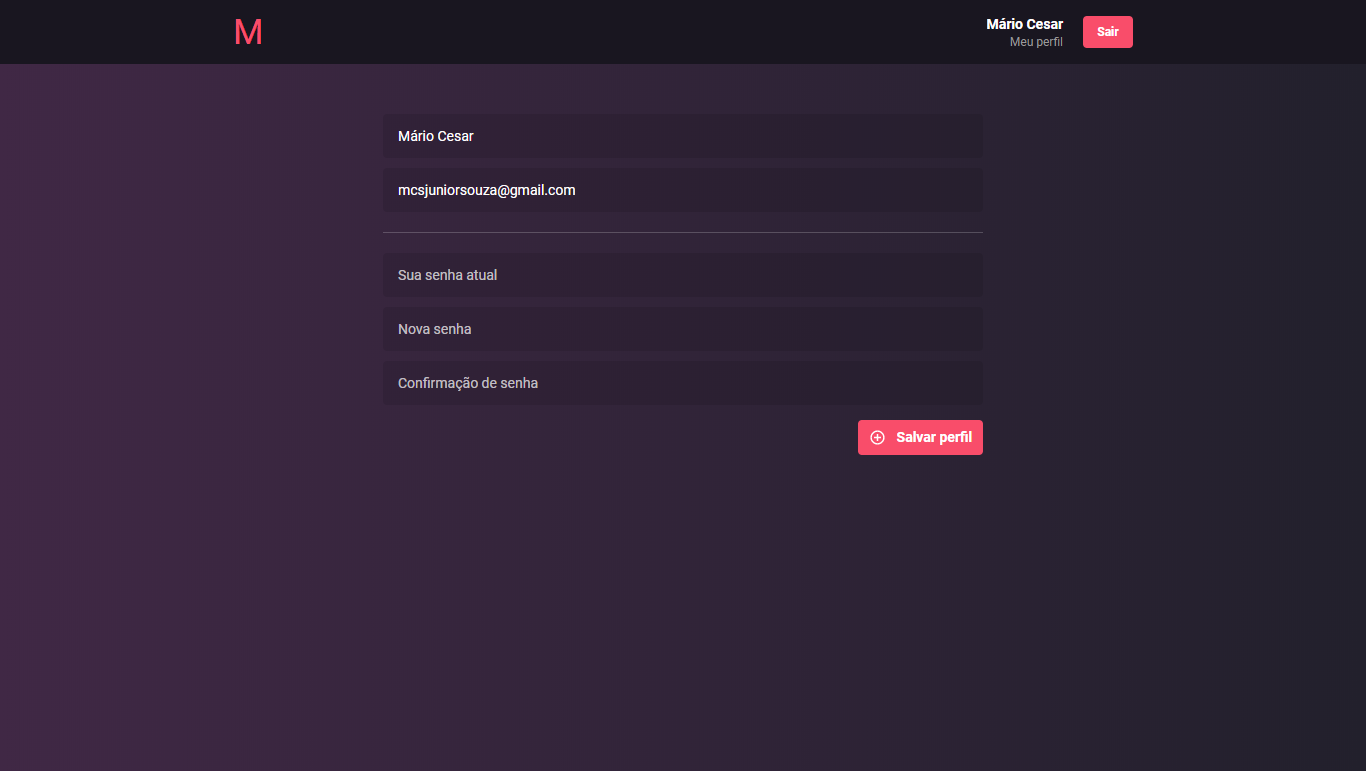 M
Mário Cesar
Meu perfil
Sair
Mário Cesar
mcsjuniorsouza@gmail.com
Sua senha atual
Nova senha
Confirmação de senha
Salvar perfil